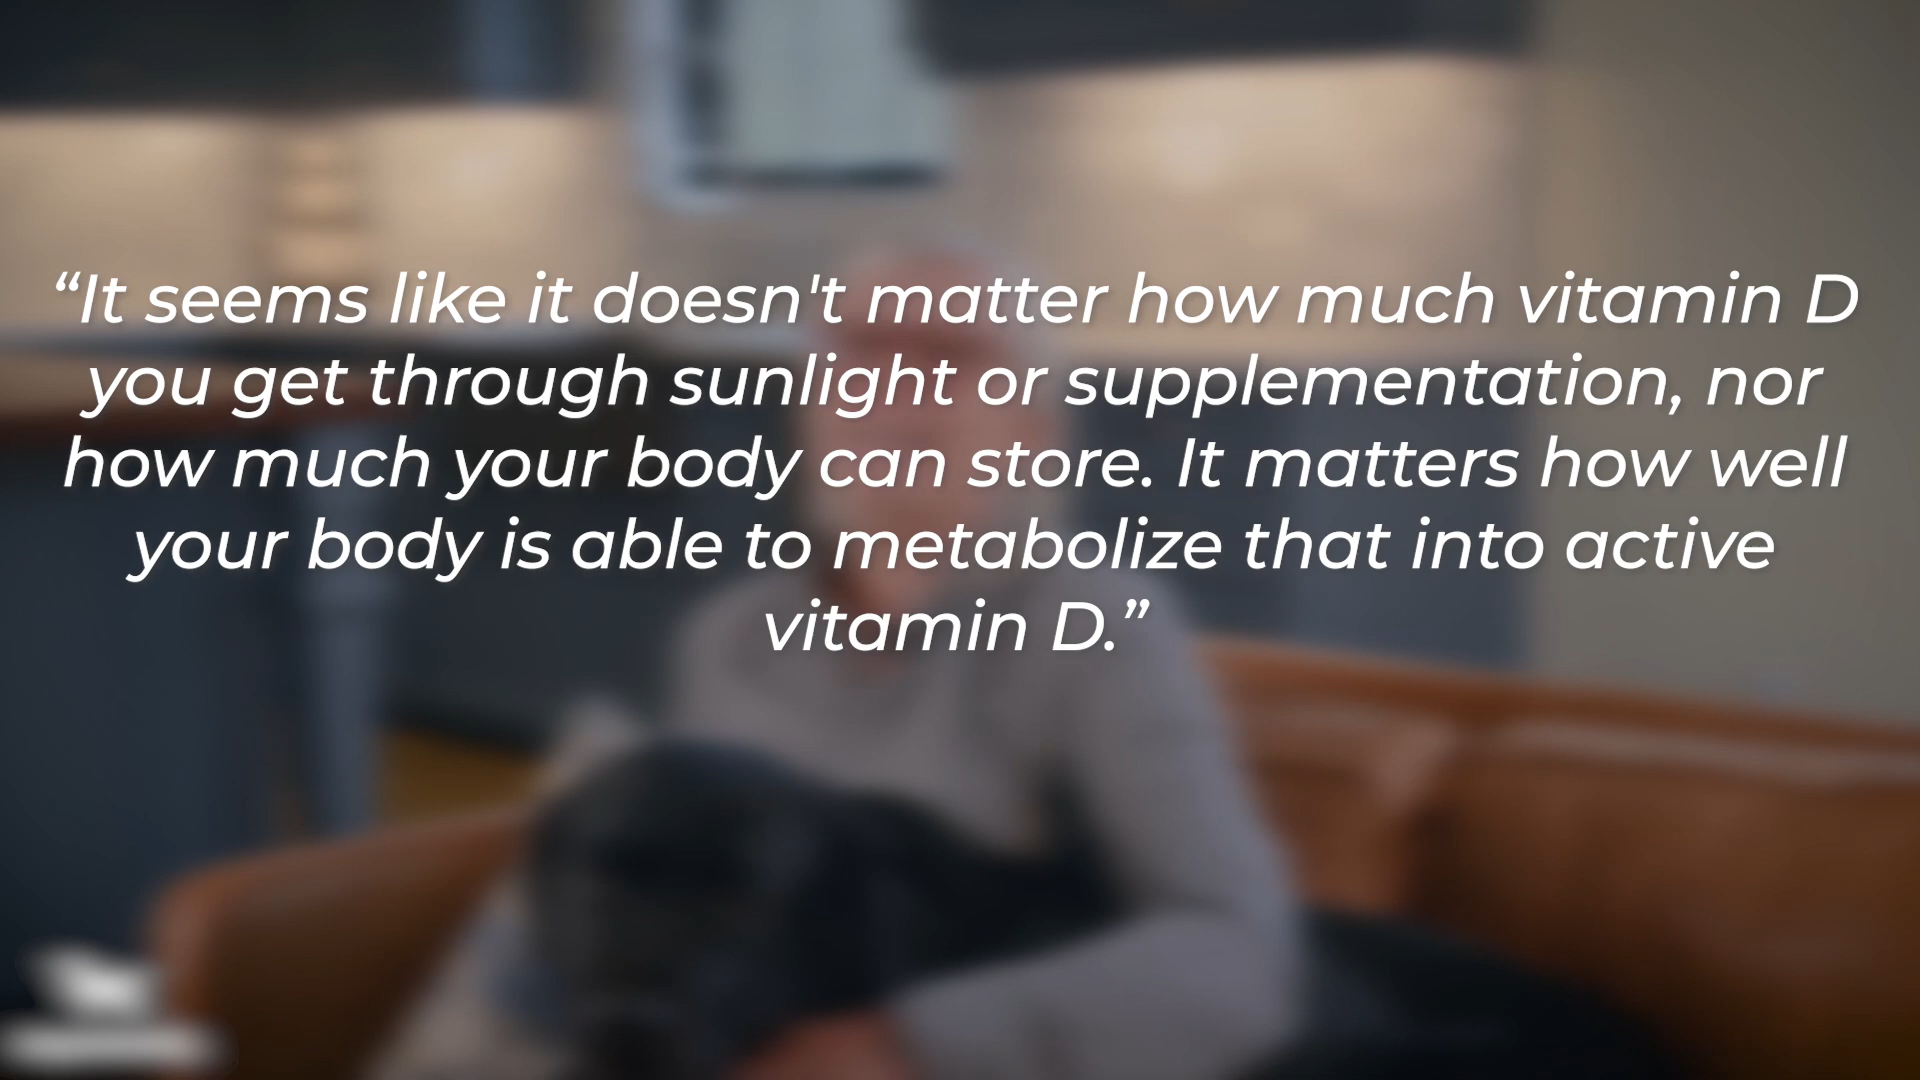 “It seems like it doesn't matter how much vitamin D
you get through sunlight or supplementation, nor
how much your body can store. It matters how well
your body is able to metabolize that into active
vitamin D.”